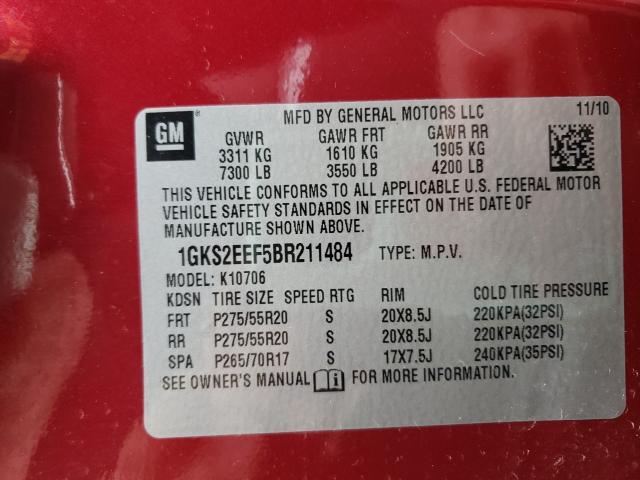 GM ® MFD BY GENERAL MOTORS LLC 11/10
GVWR GAWR FRT GAWR RR
3311 KG 1610 KG 1905 KG
7300 LB 3550 LB 4200 LB
THIS VEHICLE CONFORMS TO ALL APPLICABLE U.S. FEDERAL MOTOR
VEHICLE SAFETY STANDARDS IN EFFECT ON THE DATE OF
MANUFACTURE SHOWN ABOVE.
1GKS2EEF5BR211484 TYPE: M.P.V.
MODEL: K10706
KDSN TIRE SIZE SPEED RTG RIM COLD TIRE PRESSURE
FRT P275/55R20 S 20X8.5J 220KPA(32PSI)
RR P275/55R20 S 20X8.5J 220KPA(32PSI)
SPA P265/70R17 S 17X7.5J 240KPA(35PSI)
SEE OWNER'S MANUAL FOR MORE INFORMATION.